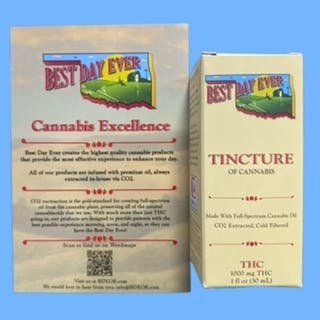 BEST DAY EVER
Cannabis Excellence
Best Day Ever creates the highest quality cannabis products
that provide the most effective experience to enhance your day.
All of our products are infused with premium oil, always
extracted in-house via CO2.
CO2 extraction is the gold-standard for creating full-spectrum
oil from the cannabis plant, preserving all of the natural
cannabinoids that we use. With much more than just THC
going in, our products are designed to provide patients with the
best possible experience morning, noon, and night, so they can
have the Best Day Ever!
Scan to find us on Weedmaps
Visit us at BDEOK.com
We would love to hear from you! info@BDEOK.com
BEST DAY EVER
TINCTURE
OF CANNABIS
Made With Full-Spectrum Cannabis Oil
CO2 Extracted, Cold Filtered
THC
1000 mg THC
1 fl oz (30 mL)